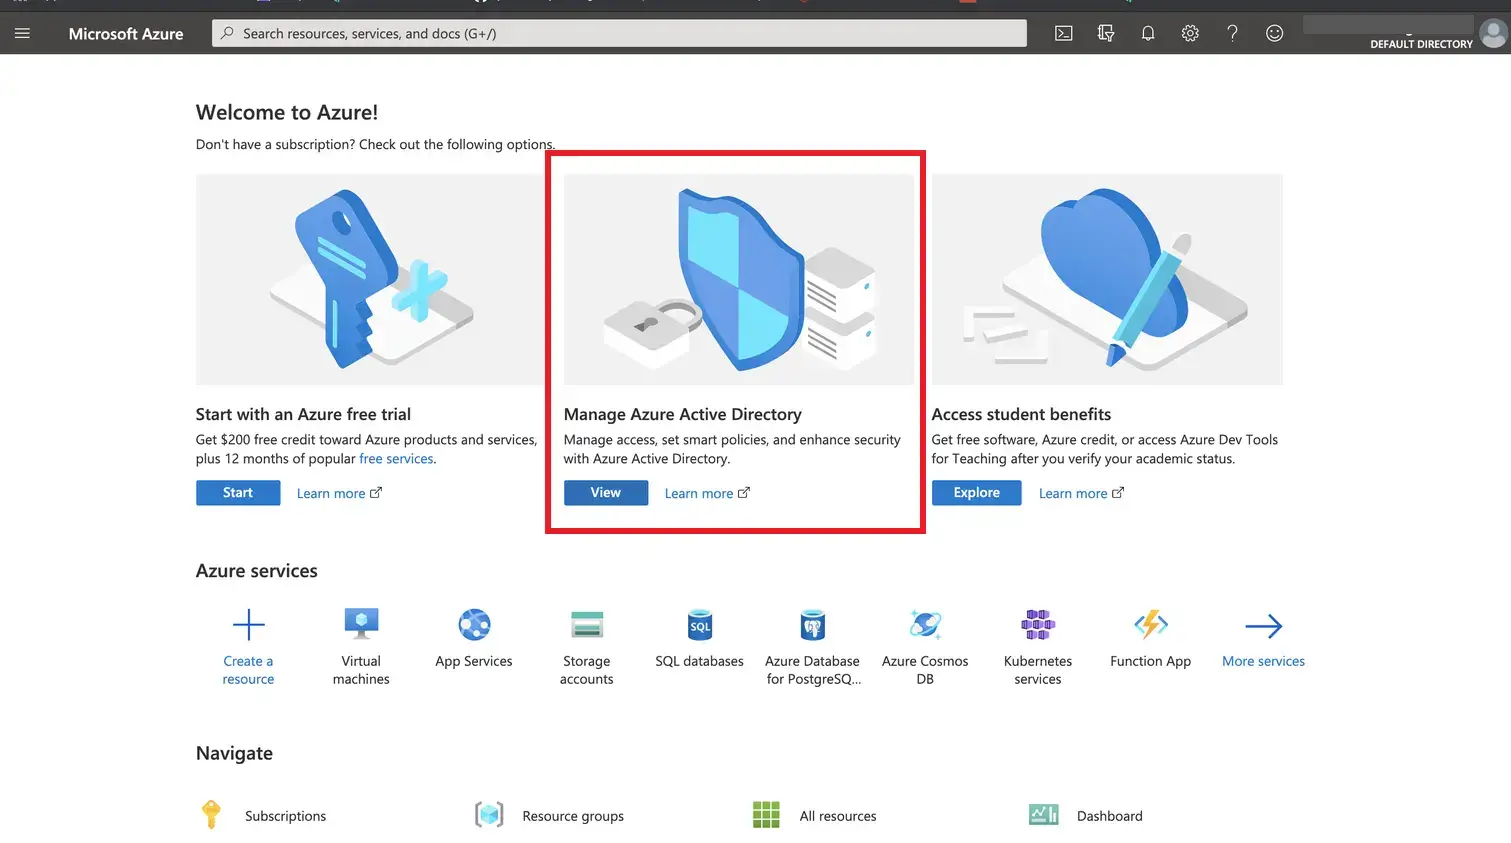 Microsoft Azure
Search resources, services, and docs (G+/)
DEFAULT DIRECTORY
Welcome to Azure!
Don't have a subscription? Check out the following options.
Start with an Azure free trial
Get $200 free credit toward Azure products and services,
plus 12 months of popular free services.
Start
Learn more
Manage Azure Active Directory
Manage access, set smart policies, and enhance security
with Azure Active Directory.
View
Learn more
Access student benefits
Get free software, Azure credit, or access Azure Dev Tools
for Teaching after you verify your academic status.
Explore
Learn more
Azure services
Create a
resource
Virtual
machines
App Services
Storage
accounts
SQL
SQL databases
Azure Database
for PostgreSQ...
Azure Cosmos
DB
Kubernetes
services
Function App
More services
Navigate
Subscriptions
Resource groups
All resources
Dashboard